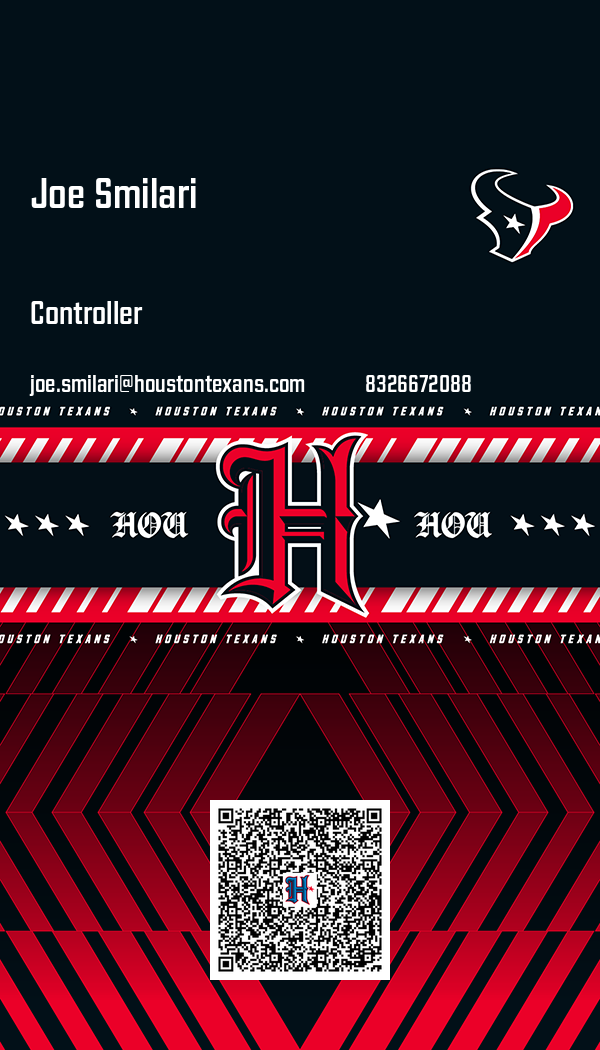 Joe Smilari
Controller
joe.smilari@houstontexans.com 8326672088
OUSTON TEXANS HOUSTON TEXANS HOUSTON TEXANS HOUSTON TEXAN
HOU H HOU
OUSTON TEXANS HOUSTON TEXANS HOUSTON TEXANS HOUSTON TEXAN
H